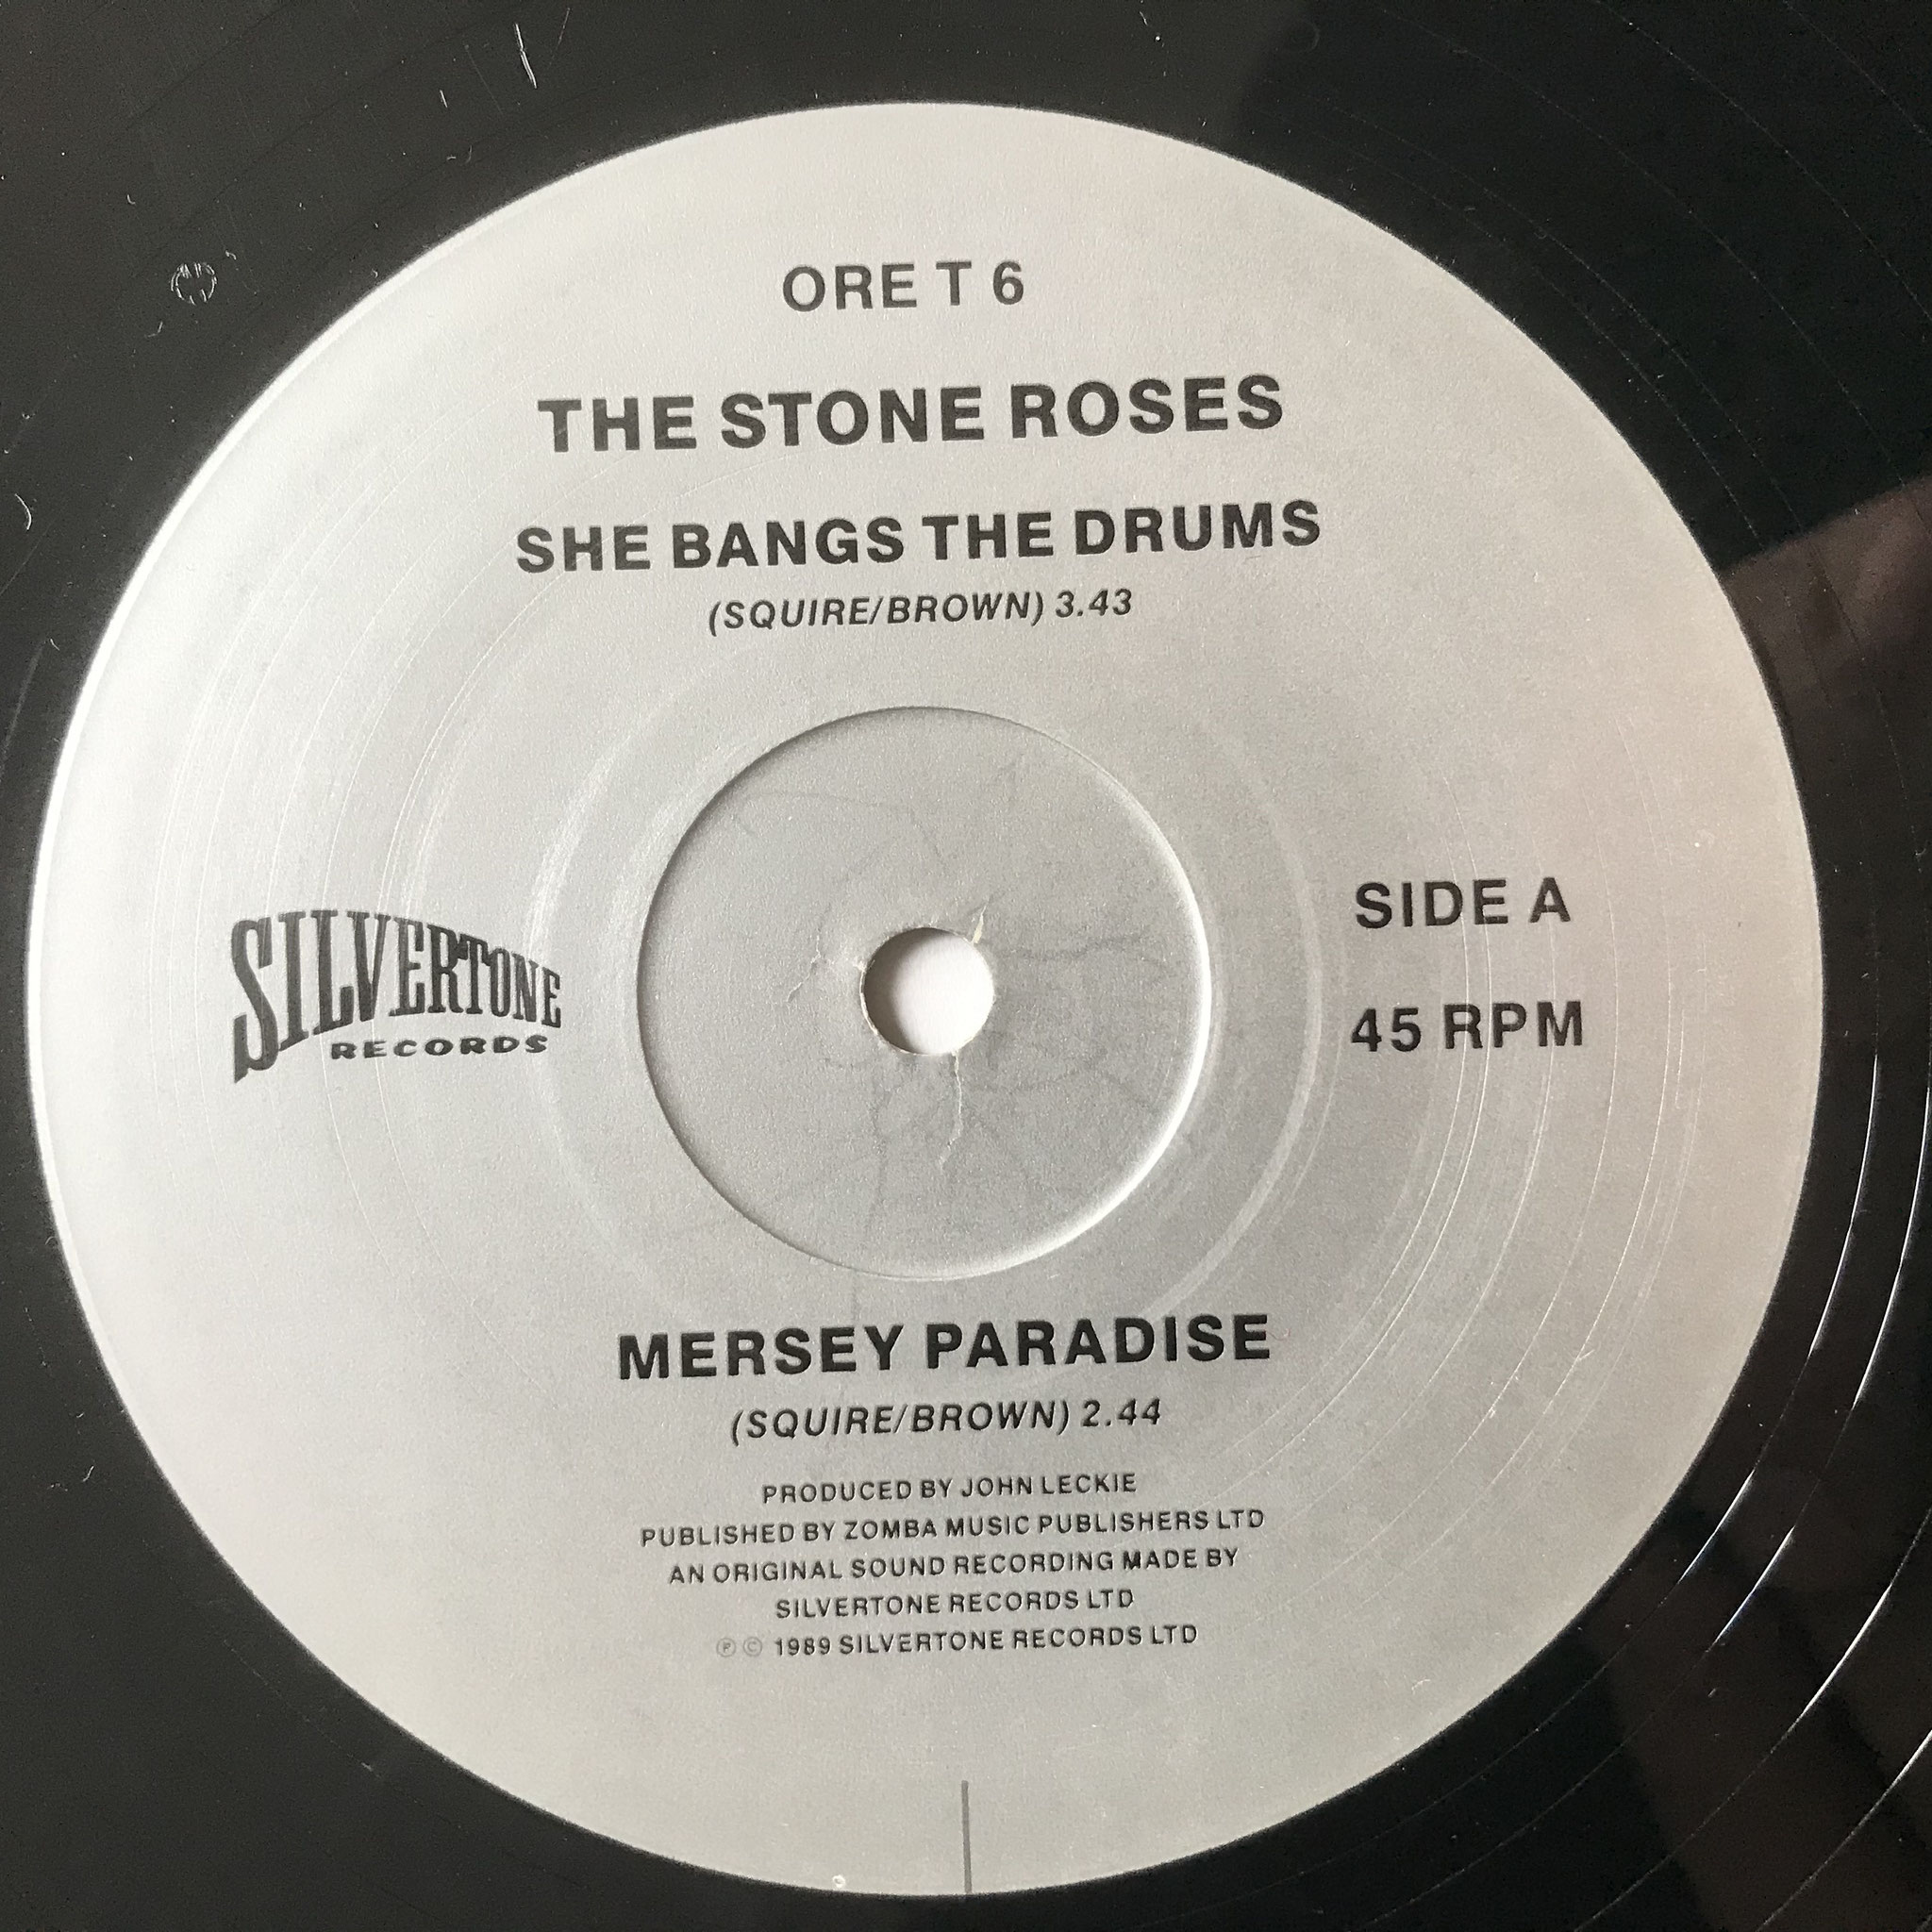 ORE T 6
THE STONE ROSES
SHE BANGS THE DRUMS
(SQUIRE/BROWN) 3.43
SILVERTONE
RECORDS
SIDE A
45 RPM
MERSEY PARADISE
(SQUIRE/BROWN) 2.44
PRODUCED BY JOHN LECKIE
PUBLISHED BY ZOMBA MUSIC PUBLISHERS LTD
AN ORIGINAL SOUND RECORDING MADE BY
SILVERTONE RECORDS LTD
℗ © 1989 SILVERTONE RECORDS LTD